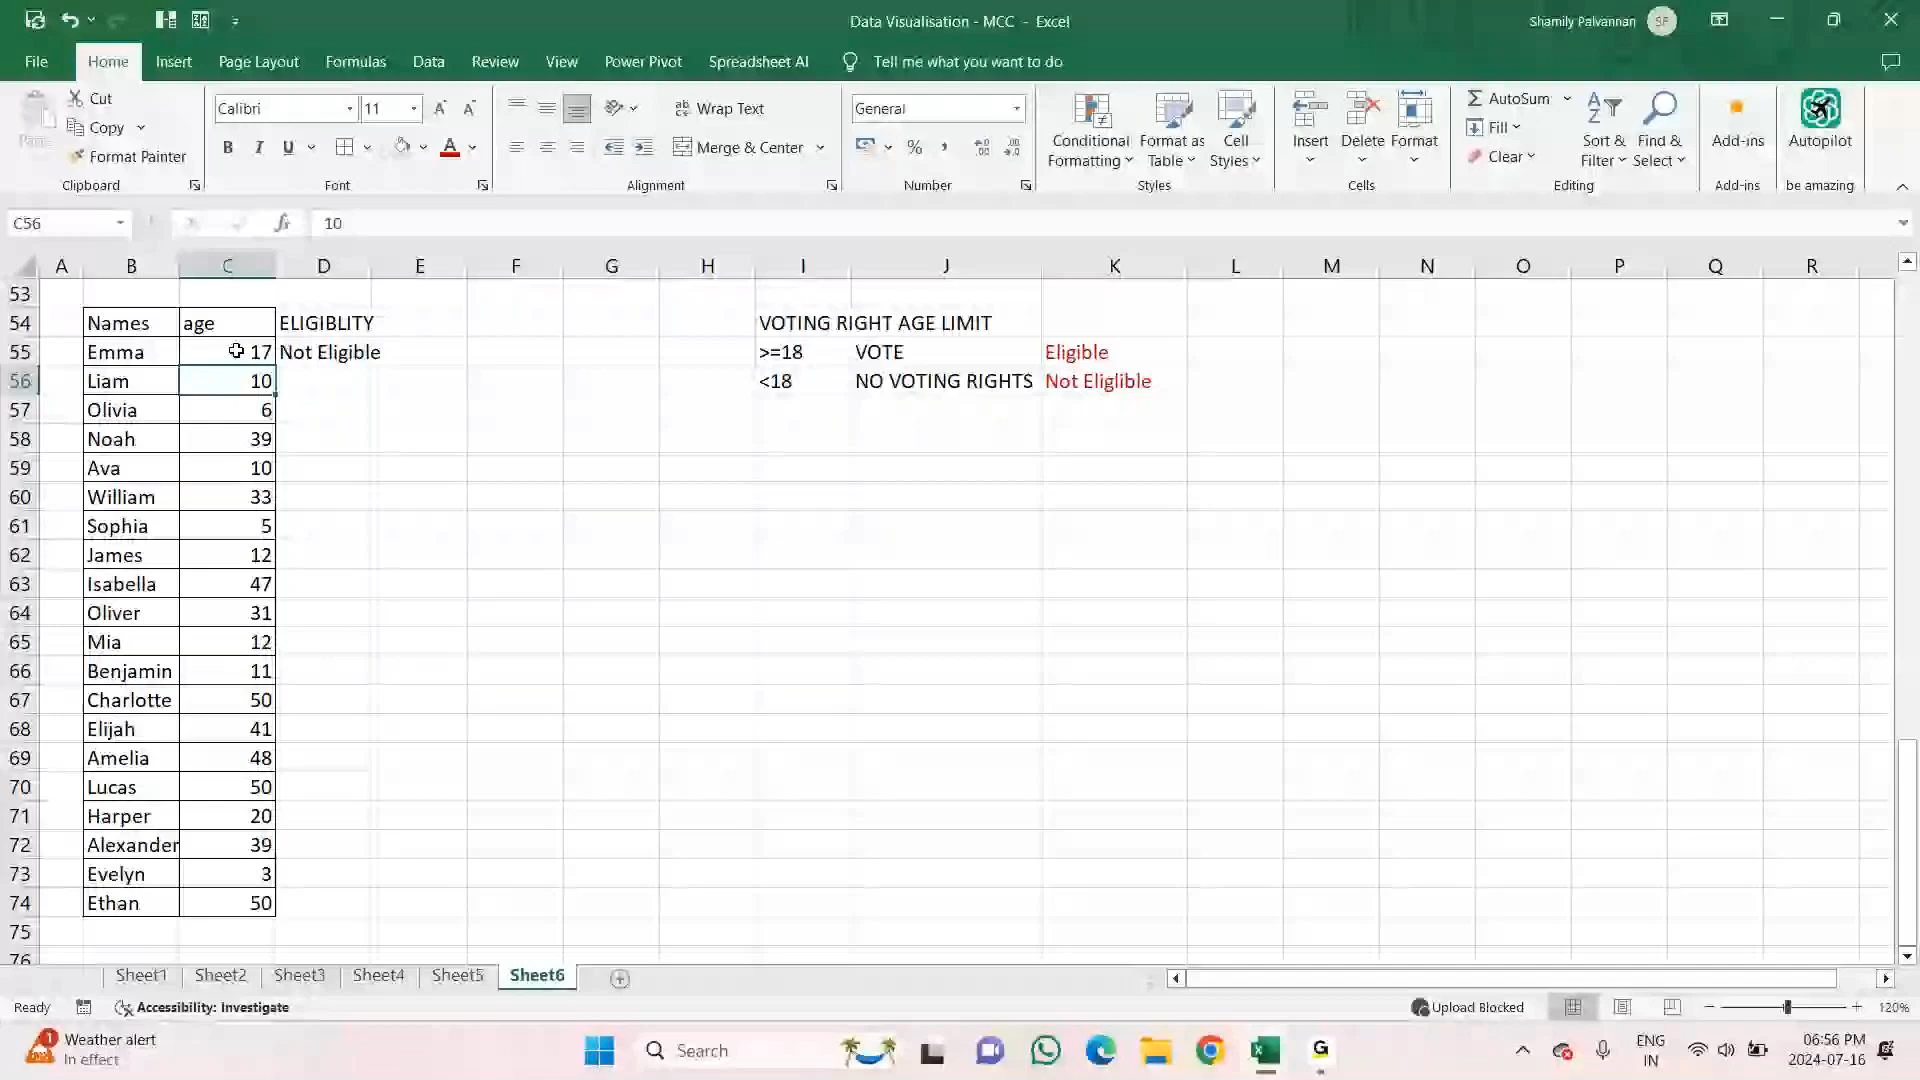 Data Visualisation - MCC - Excel
Shamily Palvannan
SF
File
Home
Insert
Page Layout
Formulas
Data
Review
View
Power Pivot
Spreadsheet AI
Tell me what you want to do
Cut
Copy
Format Painter
Paste
Clipboard
Calibri
11
B I U
Font
Wrap Text
Merge & Center
Alignment
General
Number
Conditional Formatting
Format as Table
Cell Styles
Styles
Insert
Delete
Format
Cells
AutoSum
Fill
Clear
Sort & Filter
Find & Select
Editing
Add-ins
Add-ins
Autopilot
be amazing
C56
fx
10
A B C D E F G H I J K L M N O P Q R
53
54 Names age ELIGIBLITY VOTING RIGHT AGE LIMIT
55 Emma 17 Not Eligible >=18 VOTE Eligible
56 Liam 10 <18 NO VOTING RIGHTS Not Eliglible
57 Olivia 6
58 Noah 39
59 Ava 10
60 William 33
61 Sophia 5
62 James 12
63 Isabella 47
64 Oliver 31
65 Mia 12
66 Benjamin 11
67 Charlotte 50
68 Elijah 41
69 Amelia 48
70 Lucas 50
71 Harper 20
72 Alexander 39
73 Evelyn 3
74 Ethan 50
75
76
Sheet1
Sheet2
Sheet3
Sheet4
Sheet5
Sheet6
Ready
Accessibility: Investigate
Upload Blocked
120%
1
Weather alert
In effect
Search
ENG
IN
06:56 PM
2024-07-16